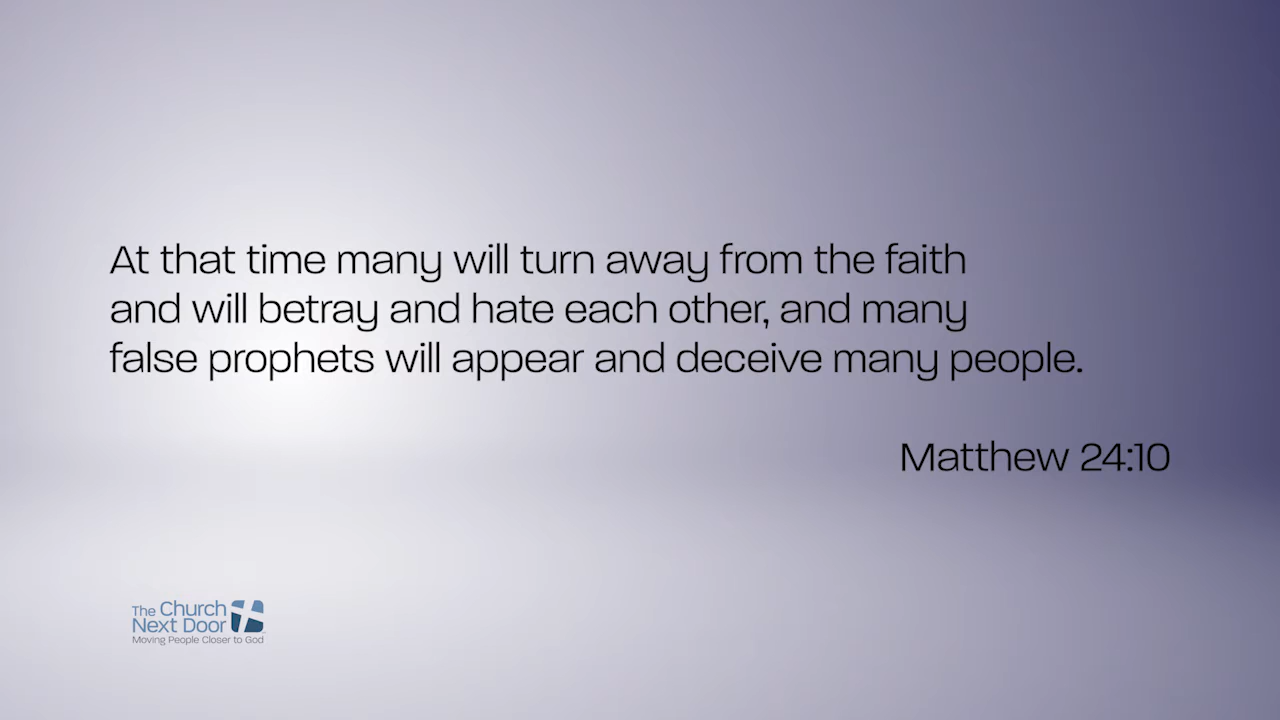 At that time many will turn away from the faith
and will betray and hate each other, and many
false prophets will appear and deceive many people.
Matthew 24:10
The Church
Next Door
Moving People Closer to God